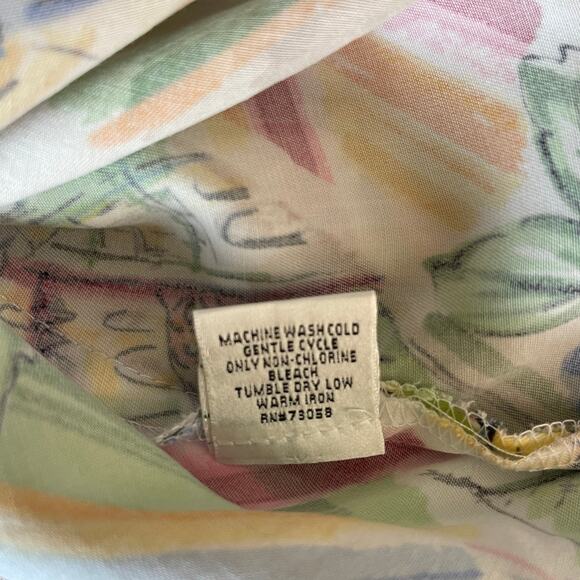 MACHINE WASH COLD
GENTLE CYCLE
ONLY NON-CHLORINE
BLEACH
TUMBLE DRY LOW
WARM IRON
RN#73058